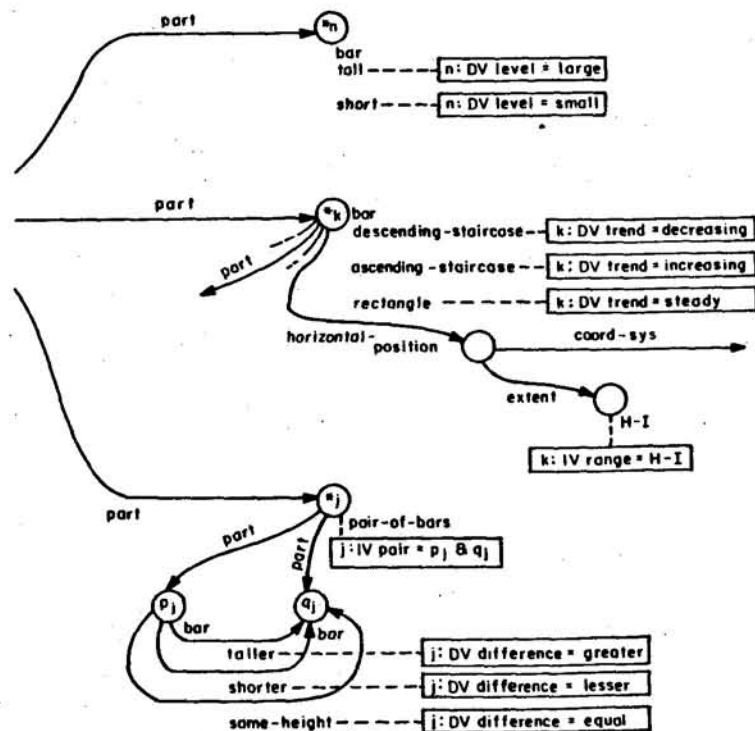 part
*n
bar
tall n: DV level = large
short n: DV level = small
part
*k bar
descending-staircase k: DV trend = decreasing
part
ascending-staircase k: DV trend = increasing
rectangle k: DV trend = steady
horizontal-position
coord-sys
extent
H-I
k: IV range = H-I
part
*j
pair-of-bars
part
part
j: IV pair = pj & qj
pj
qj
bar
bar
taller j: DV difference = greater
shorter j: DV difference = lesser
same-height j: DV difference = equal